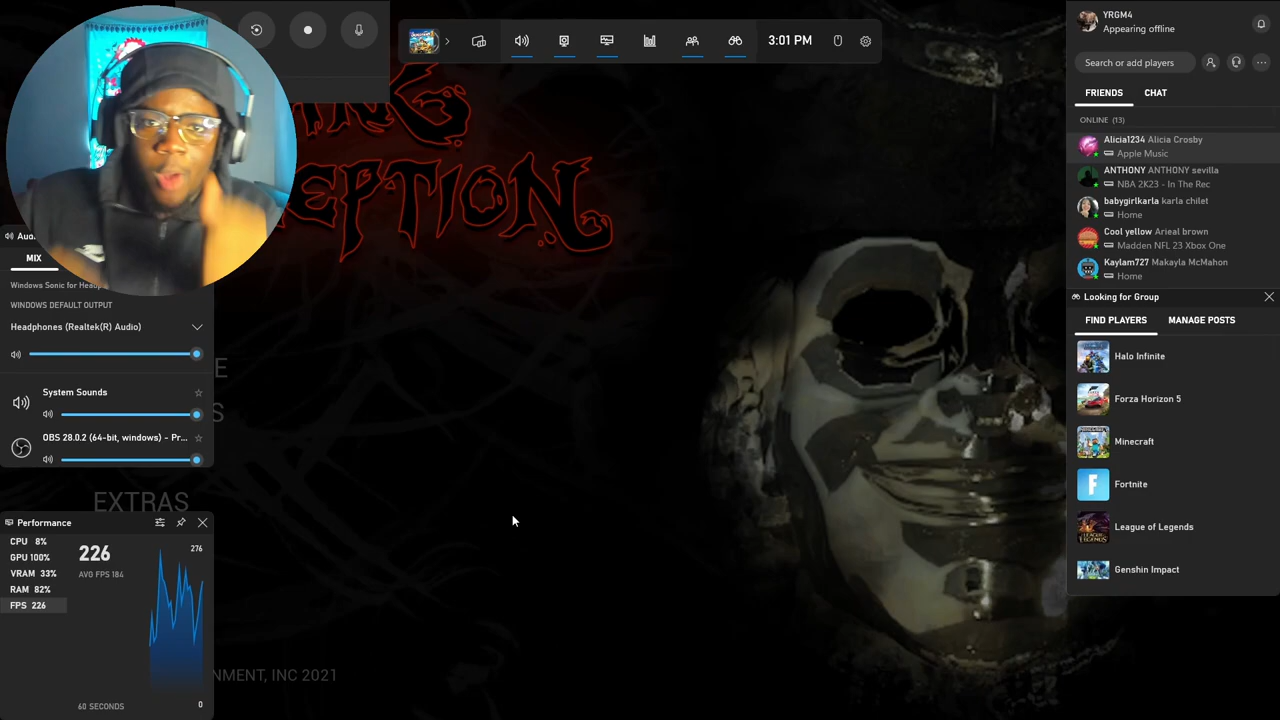 3:01 PM
YRGM4
Appearing offline
Search or add players
FRIENDS CHAT
ONLINE (13)
Alicia1234 Alicia Crosby
Apple Music
ANTHONY ANTHONY sevilla
NBA 2K23 - In The Rec
babygirlkarla karla chilet
Home
Cool yellow Arieal brown
Madden NFL 23 Xbox One
Kaylam727 Makayla McMahon
Home
Looking for Group
FIND PLAYERS MANAGE POSTS
Halo Infinite
Forza Horizon 5
Minecraft
Fortnite
League of Legends
Genshin Impact
EPTION
MIX
Windows Sonic for
WINDOWS DEFAULT OUTPUT
Headphones (Realtek(R) Audio)
System Sounds
OBS 28.0.2 (64-bit, windows) - Pr...
EXTRAS
Performance
CPU 8%
GPU 100%
VRAM 33%
RAM 82%
FPS 226
226
AVG FPS 184
276
60 SECONDS
0
NMENT, INC 2021